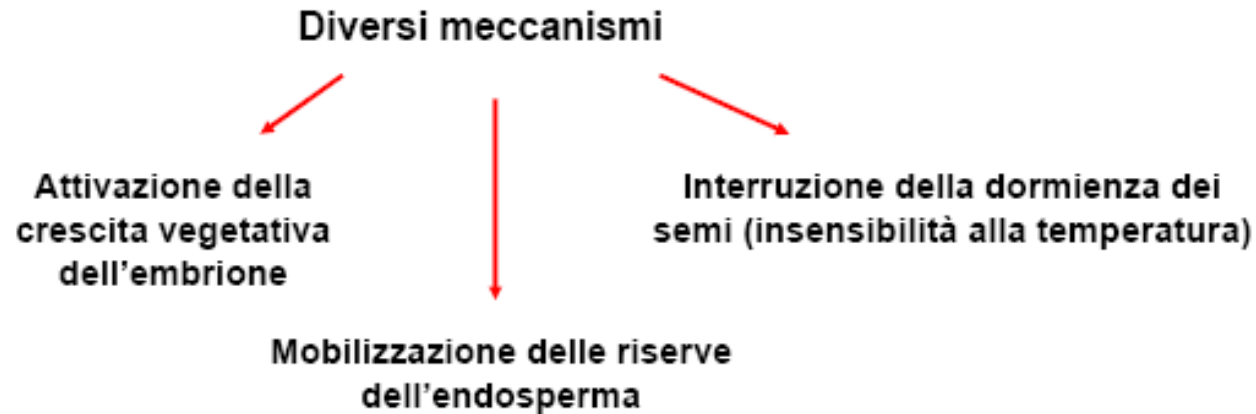 Diversi meccanismi
Attivazione della
crescita vegetativa
dell'embrione
Interruzione della dormienza dei
semi (insensibilità alla temperatura)
Mobilizzazione delle riserve
dell'endosperma